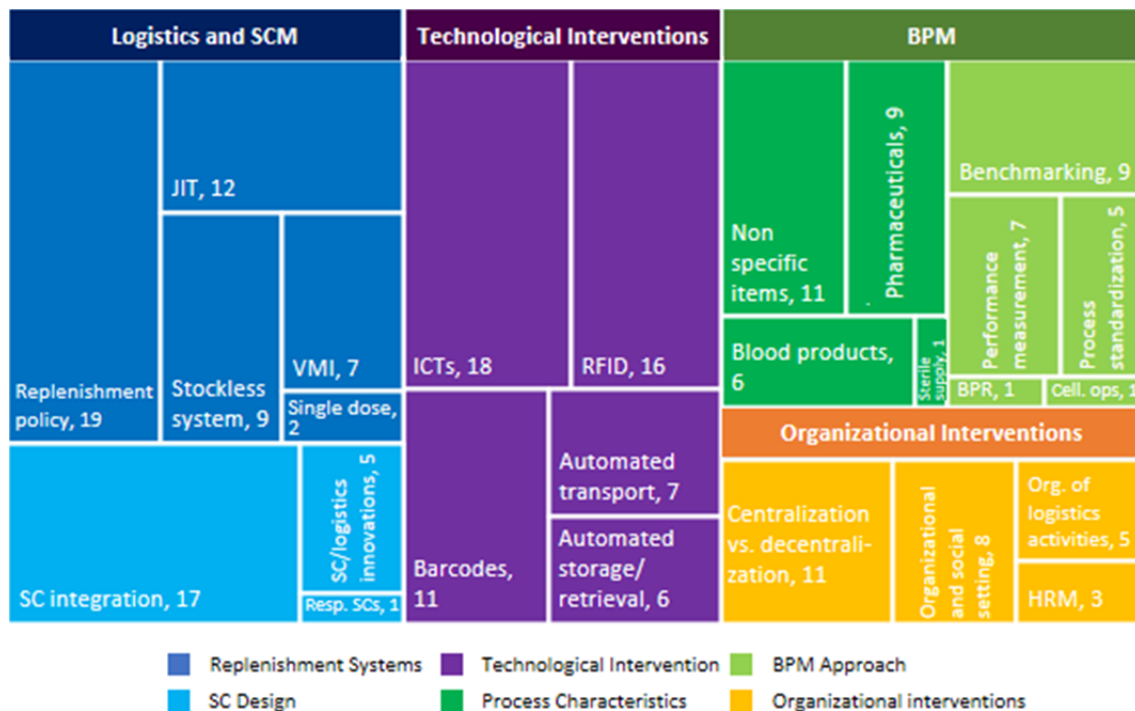 Logistics and SCM
Replenishment
policy, 19
JIT, 12
Stockless
system, 9
VMI, 7
Single dose,
2
SC integration, 17
SC/logistics
innovations, 5
Resp. SCs, 1
Technological Interventions
ICTs, 18
RFID, 16
Barcodes,
11
Automated
transport, 7
Automated
storage/
retrieval, 6
BPM
Non
specific
items, 11
Pharmaceuticals, 9
Blood products,
6
Sterile
supply, 1
Benchmarking, 9
Performance
measurement, 7
Process
standardization, 5
BPR, 1
Cell. ops, 1
Organizational Interventions
Centralization
vs. decentrali-
zation, 11
Organizational
and social
setting, 8
Org. of
logistics
activities, 5
HRM, 3
Replenishment Systems
Technological Intervention
BPM Approach
SC Design
Process Characteristics
Organizational interventions